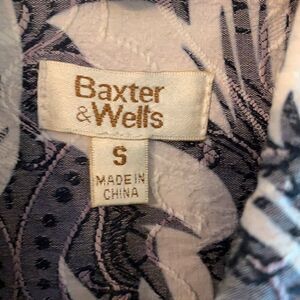 Baxter
& Wells
S
MADE IN
CHINA